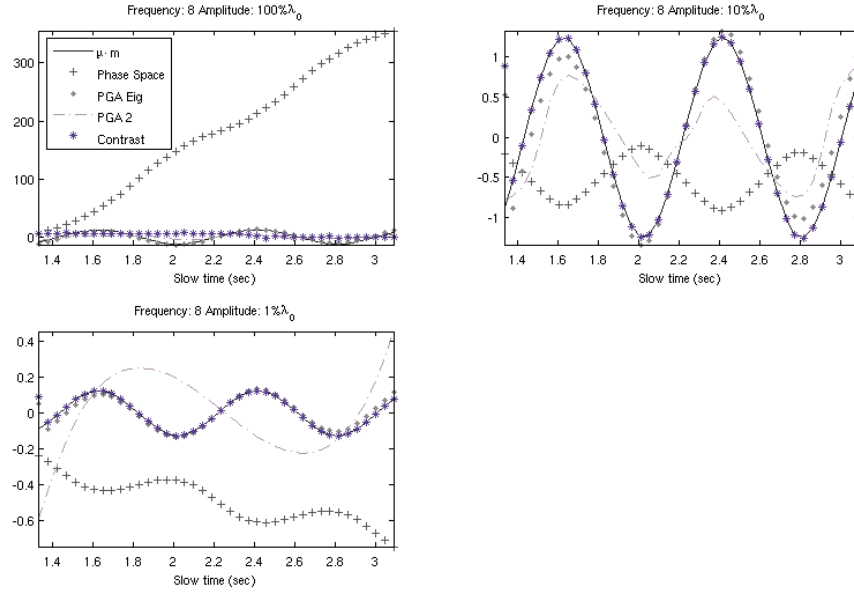 Frequency: 8 Amplitude: 100%λ0
300
200
100
0
μ · m
Phase Space
PGA Eig
PGA 2
Contrast
1.4 1.6 1.8 2 2.2 2.4 2.6 2.8 3
Slow time (sec)
Frequency: 8 Amplitude: 10%λ0
1
0.5
0
-0.5
-1
1.4 1.6 1.8 2 2.2 2.4 2.6 2.8 3
Slow time (sec)
Frequency: 8 Amplitude: 1%λ0
0.4
0.2
0
-0.2
-0.4
-0.6
1.4 1.6 1.8 2 2.2 2.4 2.6 2.8 3
Slow time (sec)